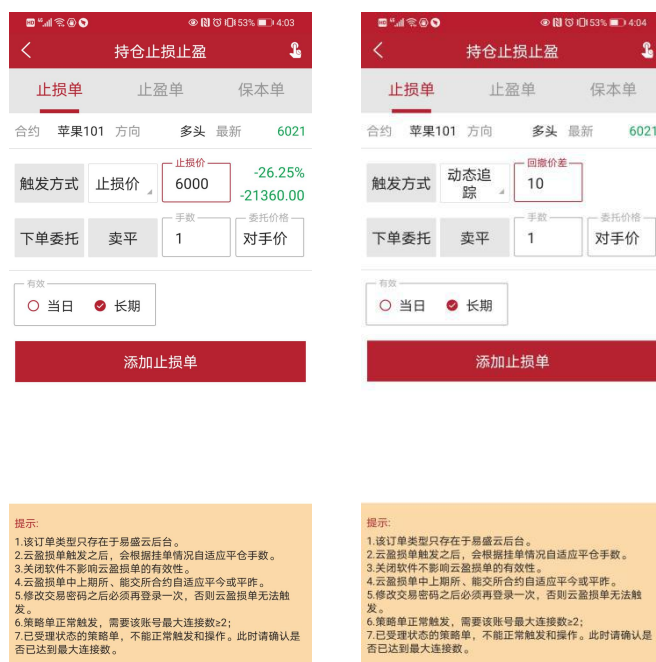 HD 4G 53% 4:03
持仓止损止盈
止损单 止盈单 保本单
合约 苹果101 方向 多头 最新 6021
触发方式 止损价 止损价 6000 -26.25%
-21360.00
下单委托 卖平 手数 1 委托价格 对手价
有效
当日 长期
添加止损单
提示:
1.该订单类型只存在于易盛云后台。
2.云盈损单触发之后，会根据挂单情况自适应平仓手数。
3.关闭软件不影响云盈损单的有效性。
4.云盈损单中上期所、能交所合约自适应平今或平昨。
5.修改交易密码之后必须再登录一次，否则云盈损单无法触
发。
6.策略单正常触发，需要该账号最大连接数≥2;
7.已受理状态的策略单，不能正常触发和操作。此时请确认是
否已达到最大连接数。
HD 53% 4:04
持仓止损止盈
止损单 止盈单 保本单
合约 苹果101 方向 多头 最新 6021
触发方式 动态追
踪 回撤价差 10
下单委托 卖平 手数 1 委托价格 对手价
有效
当日 长期
添加止损单
提示:
1.该订单类型只存在于易盛云后台。
2.云盈损单触发之后，会根据挂单情况自适应平仓手数。
3.关闭软件不影响云盈损单的有效性。
4.云盈损单中上期所、能交所合约自适应平今或平昨。
5.修改交易密码之后必须再登录一次，否则云盈损单无法触
发。
6.策略单正常触发，需要该账号最大连接数≥2;
7.已受理状态的策略单，不能正常触发和操作。此时请确认是
否已达到最大连接数。